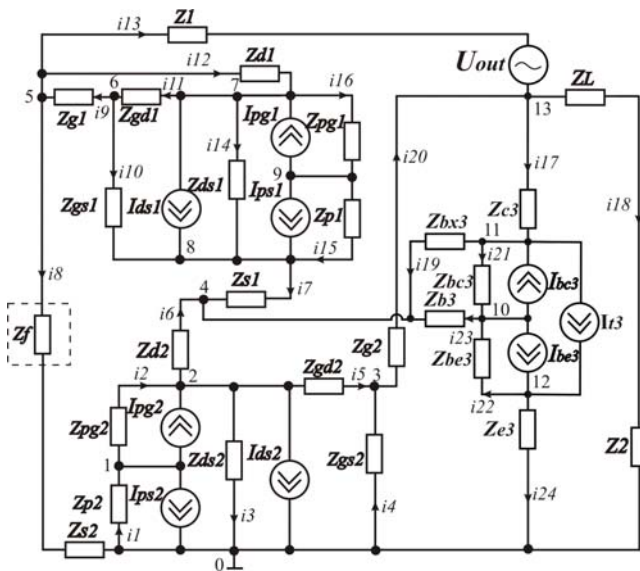 i13 Z1
i12 Zd1 Uout ZL
5 6 i11 7 i16 13
Zg1 i9 Zgd1 Ipg1 Zpg1 i20
i10 i14 9 i17
Zgs1 Ids1 Zds1 Ips1 Zp1 Zc3 i18
8 Zbx3 11
i8 i15 i19 i21
4 Zs1 i7 Zbc3 Ibc3
Zf i6 Zb3 10 It3
Zd2 Zg2 i23 Ibe3
i2 2 Zgd2 i5 3 Zbe3 12
Ipg2 i22
Zpg2 Ze3 Z2
1 Zds2 Ids2 Zgs2
Zp2 Ips2 i24
Zs2 i1 i3 i4
0